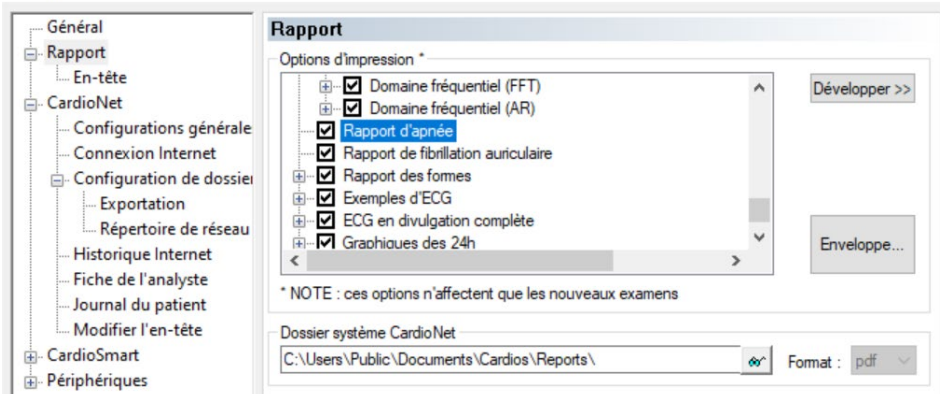 Général
Rapport
En-tête
CardioNet
Configurations générale
Connexion Internet
Configuration de dossier
Exportation
Répertoire de réseau
Historique Internet
Fiche de l'analyste
Journal du patient
Modifier l'en-tête
CardioSmart
Périphériques
Rapport
Options d'impression *
Domaine fréquentiel (FFT)
Domaine fréquentiel (AR)
Rapport d'apnée
Rapport de fibrillation auriculaire
Rapport des formes
Exemples d'ECG
ECG en divulgation complète
Graphiques des 24h
Développer >>
Enveloppe...
* NOTE : ces options n'affectent que les nouveaux examens
Dossier système CardioNet
C:\Users\Public\Documents\Cardios\Reports\
Format : pdf